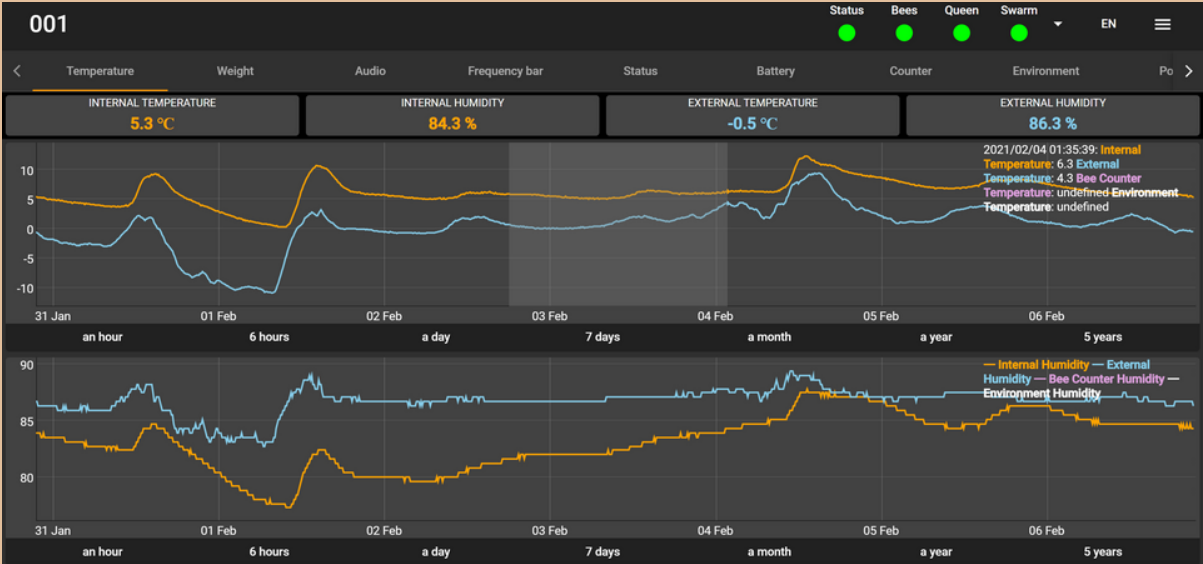 001
Status Bees Queen Swarm
EN
Temperature Weight Audio Frequency bar Status Battery Counter Environment Po
INTERNAL TEMPERATURE
5.3 °C
INTERNAL HUMIDITY
84.3 %
EXTERNAL TEMPERATURE
-0.5 °C
EXTERNAL HUMIDITY
86.3 %
2021/02/04 01:35:39: Internal
Temperature: 6.3 External
Temperature: 4.3 Bee Counter
Temperature: undefined Environment
Temperature: undefined
10
5
0
-5
-10
31 Jan 01 Feb 02 Feb 03 Feb 04 Feb 05 Feb 06 Feb
an hour 6 hours a day 7 days a month a year 5 years
— Internal Humidity — External
Humidity — Bee Counter Humidity —
Environment Humidity
90
85
80
31 Jan 01 Feb 02 Feb 03 Feb 04 Feb 05 Feb 06 Feb
an hour 6 hours a day 7 days a month a year 5 years